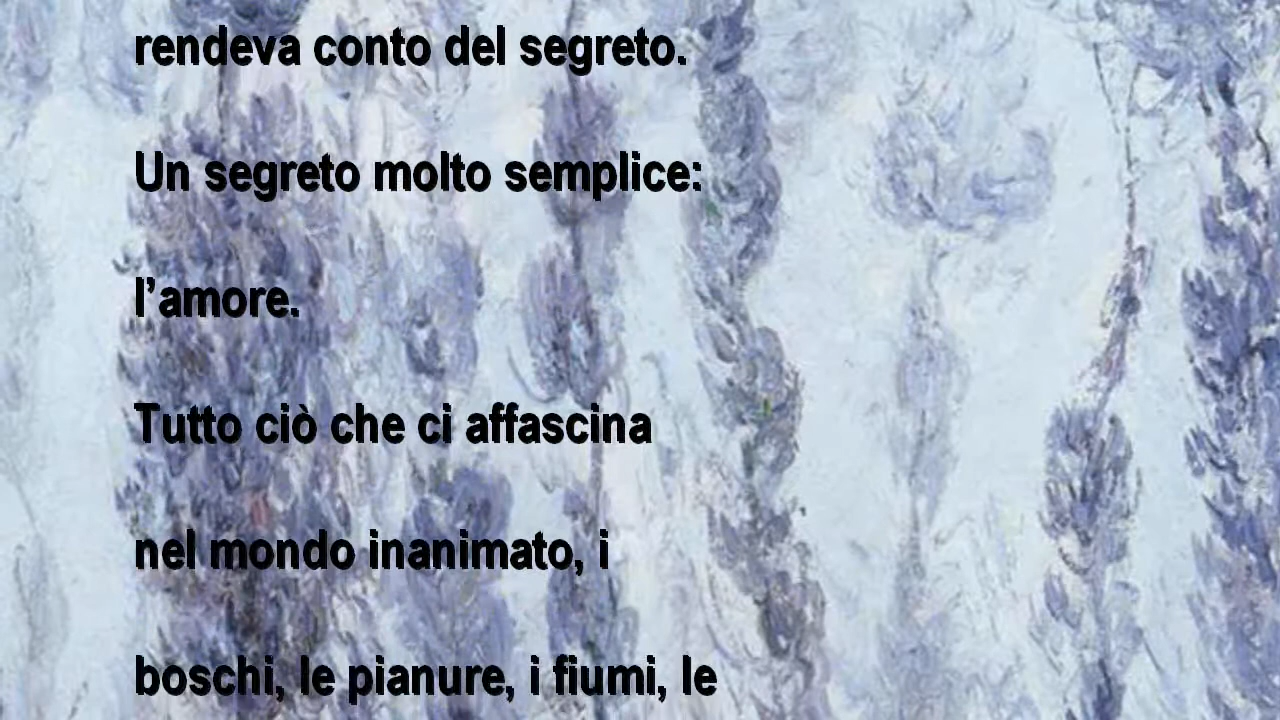 rendeva conto del segreto.
Un segreto molto semplice:
l’amore.
Tutto ciò che ci affascina
nel mondo inanimato, i
boschi, le pianure, i fiumi, le